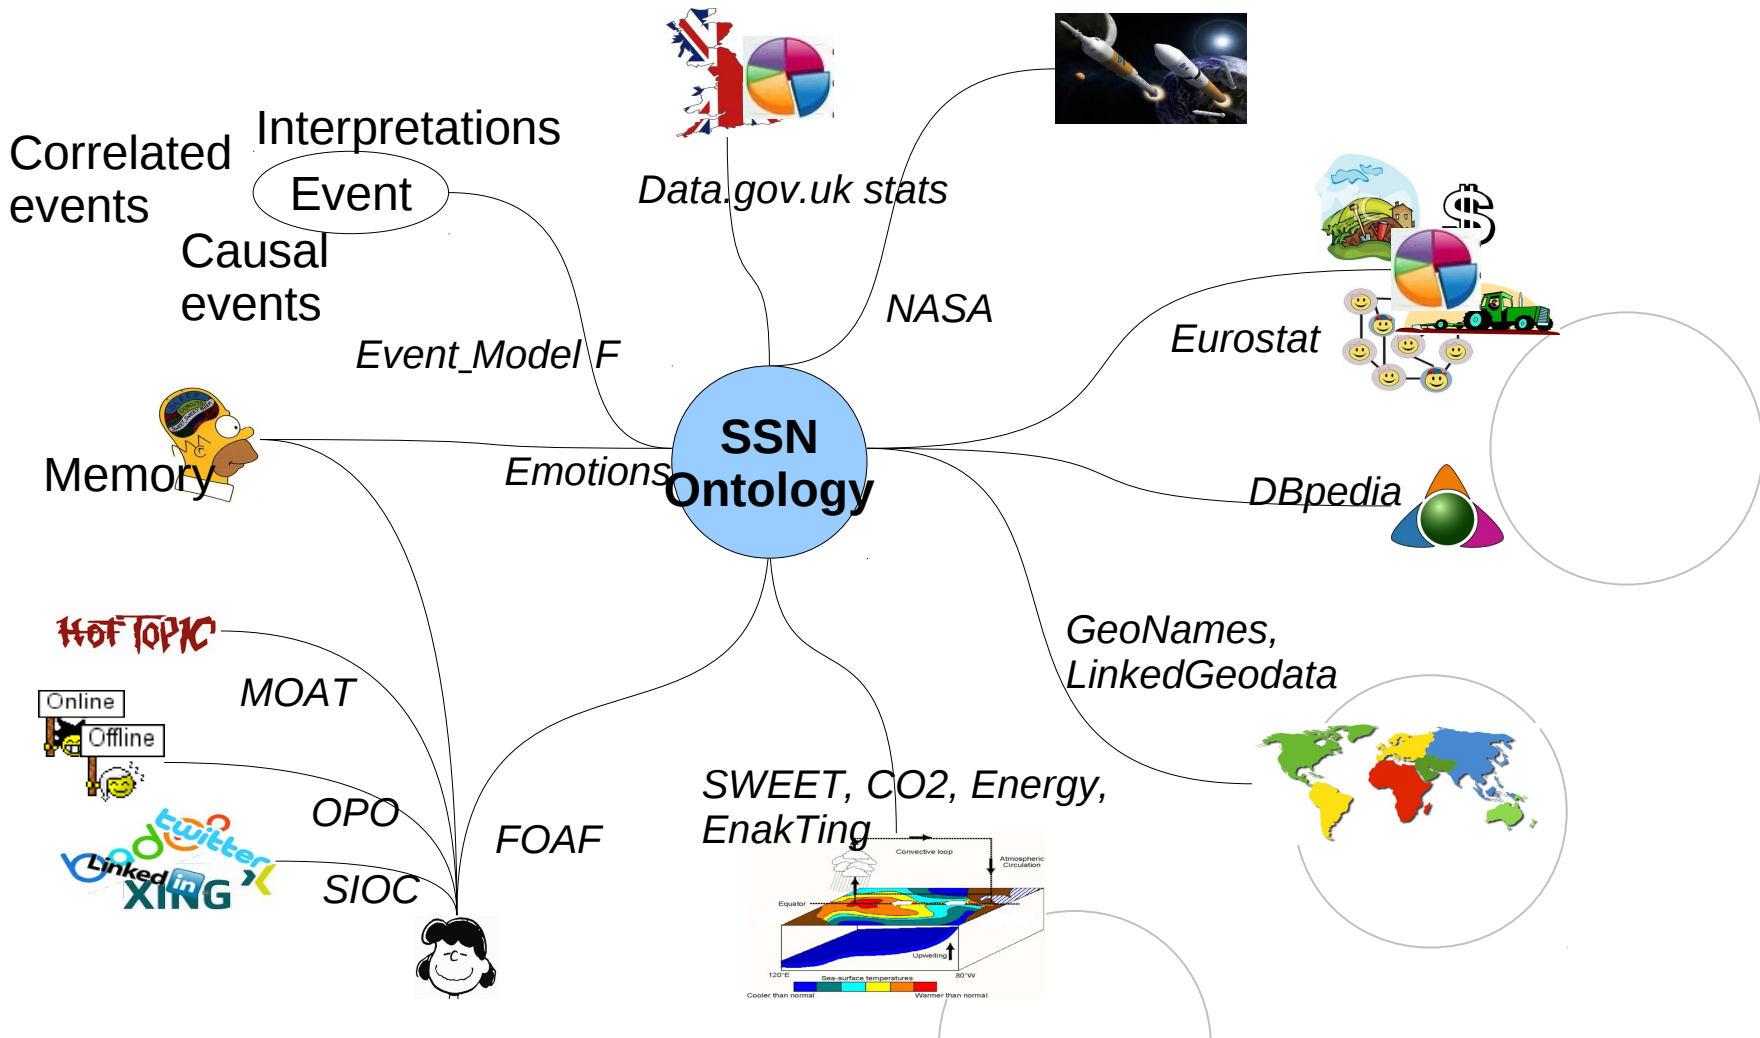 Interpretations
Correlated
events
Event
Causal
events
Data.gov.uk stats
NASA
Event_Model F
Eurostat
$
SSN
Ontology
Emotions
Memory
DBpedia
HOT TOPIC
MOAT
GeoNames,
LinkedGeodata
Online
Offline
OPO
twitter
Linked in
XING
SIOC
FOAF
SWEET, CO2, Energy,
EnakTing
Convective loop
Atmospheric
Circulation
Equator
Upwelling
120°E
80°W
Sea-surface temperatures
Cooler than normal
Warmer than normal